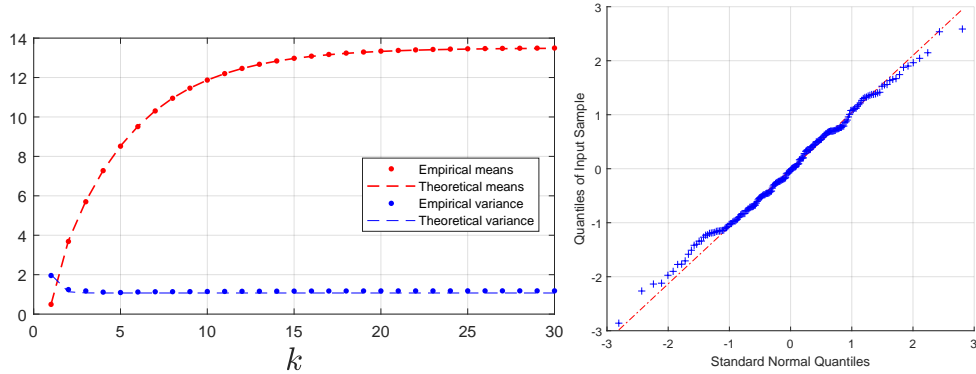 14
12
10
8
6
4
2
0
Empirical means
Theoretical means
Empirical variance
Theoretical variance
0 5 10 15 20 25 30
k
3
2
1
0
-1
-2
-3
Quantiles of Input Sample
-3 -2 -1 0 1 2 3
Standard Normal Quantiles